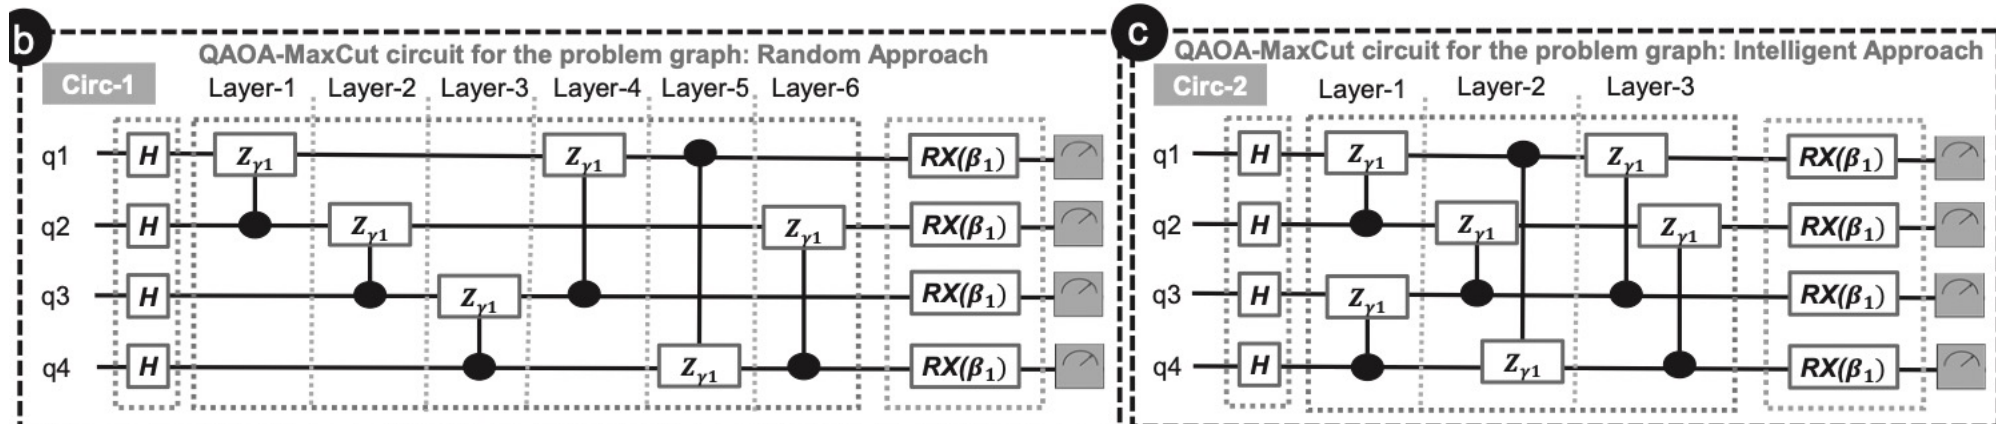 b
QAOA-MaxCut circuit for the problem graph: Random Approach
Circ-1
Layer-1 Layer-2 Layer-3 Layer-4 Layer-5 Layer-6
q1 H Zγ1 Zγ1 RX(β1)
q2 H Zγ1 Zγ1 RX(β1)
q3 H Zγ1 RX(β1)
q4 H Zγ1 RX(β1)
c
QAOA-MaxCut circuit for the problem graph: Intelligent Approach
Circ-2
Layer-1 Layer-2 Layer-3
q1 H Zγ1 Zγ1 RX(β1)
q2 H Zγ1 Zγ1 RX(β1)
q3 H Zγ1 RX(β1)
q4 H Zγ1 RX(β1)